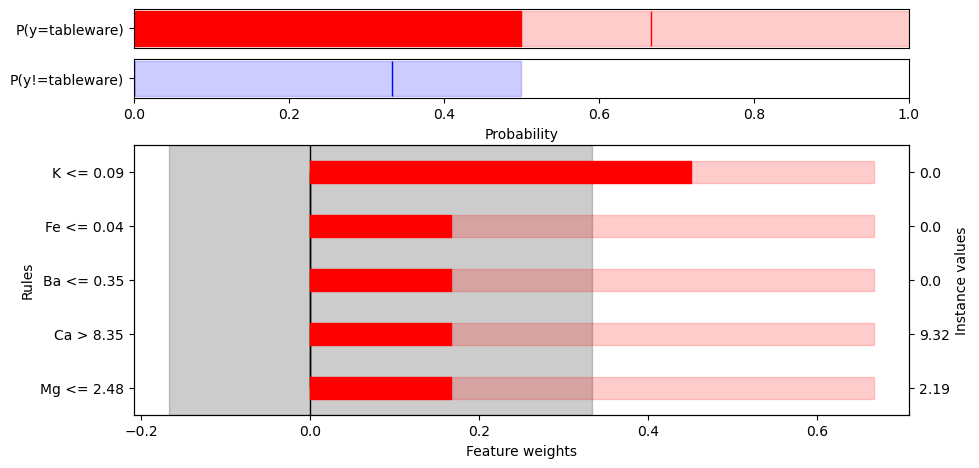 P(y=tableware)
P(y!=tableware)
0.0 0.2 0.4 0.6 0.8 1.0
Probability
K <= 0.09 0.0
Fe <= 0.04 0.0
Ba <= 0.35 0.0
Ca > 8.35 9.32
Mg <= 2.48 2.19
Rules
Instance values
−0.2 0.0 0.2 0.4 0.6
Feature weights